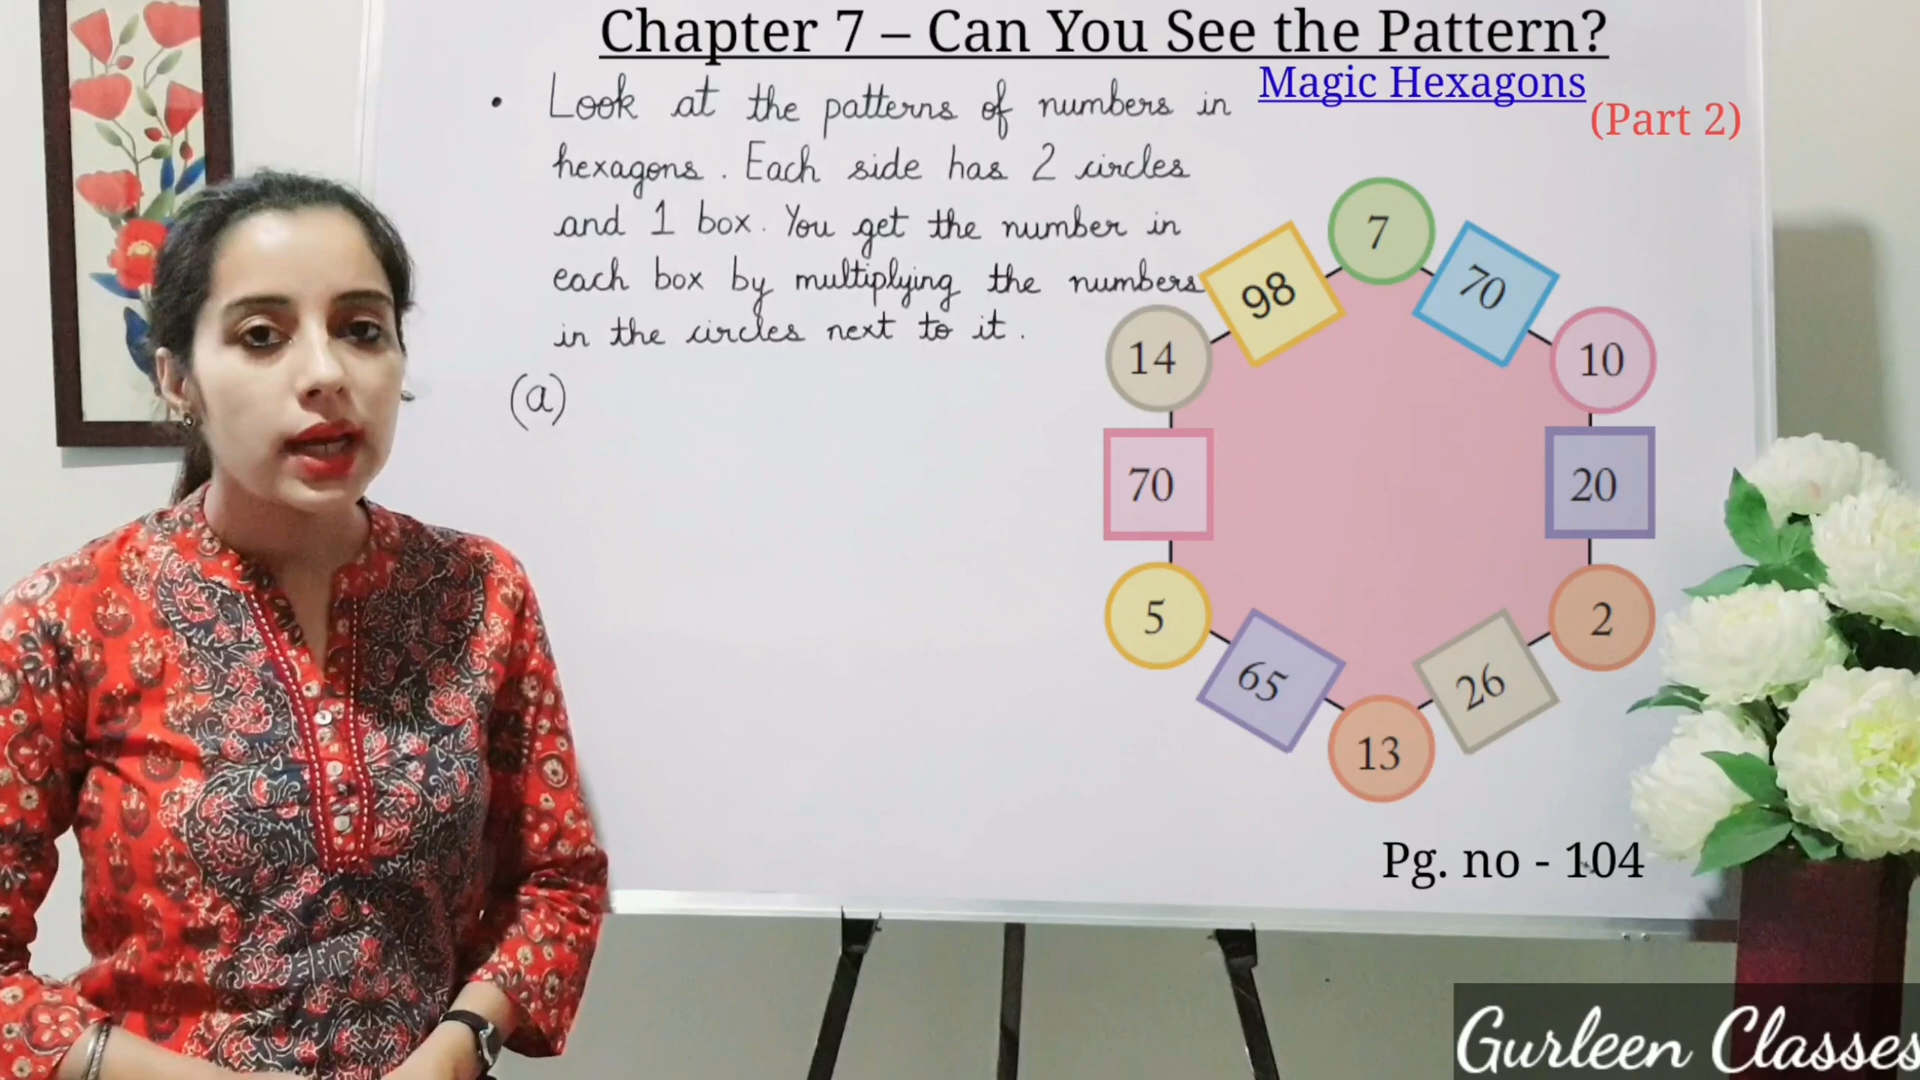 Chapter 7 – Can You See the Pattern?
Magic Hexagons
(Part 2)
• Look at the patterns of numbers in
hexagons. Each side has 2 circles
and 1 box. You get the number in
each box by multiplying the numbers
in the circles next to it.
(a)
7
98
70
14
10
70
20
5
2
65
26
13
Pg. no - 104
Gurleen Classes